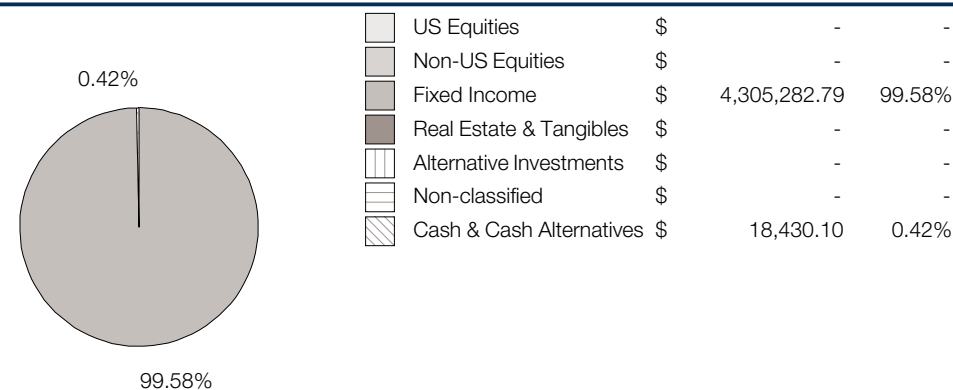 0.42%
99.58%
US Equities $ - -
Non-US Equities $ - -
Fixed Income $ 4,305,282.79 99.58%
Real Estate & Tangibles $ - -
Alternative Investments $ - -
Non-classified $ - -
Cash & Cash Alternatives $ 18,430.10 0.42%